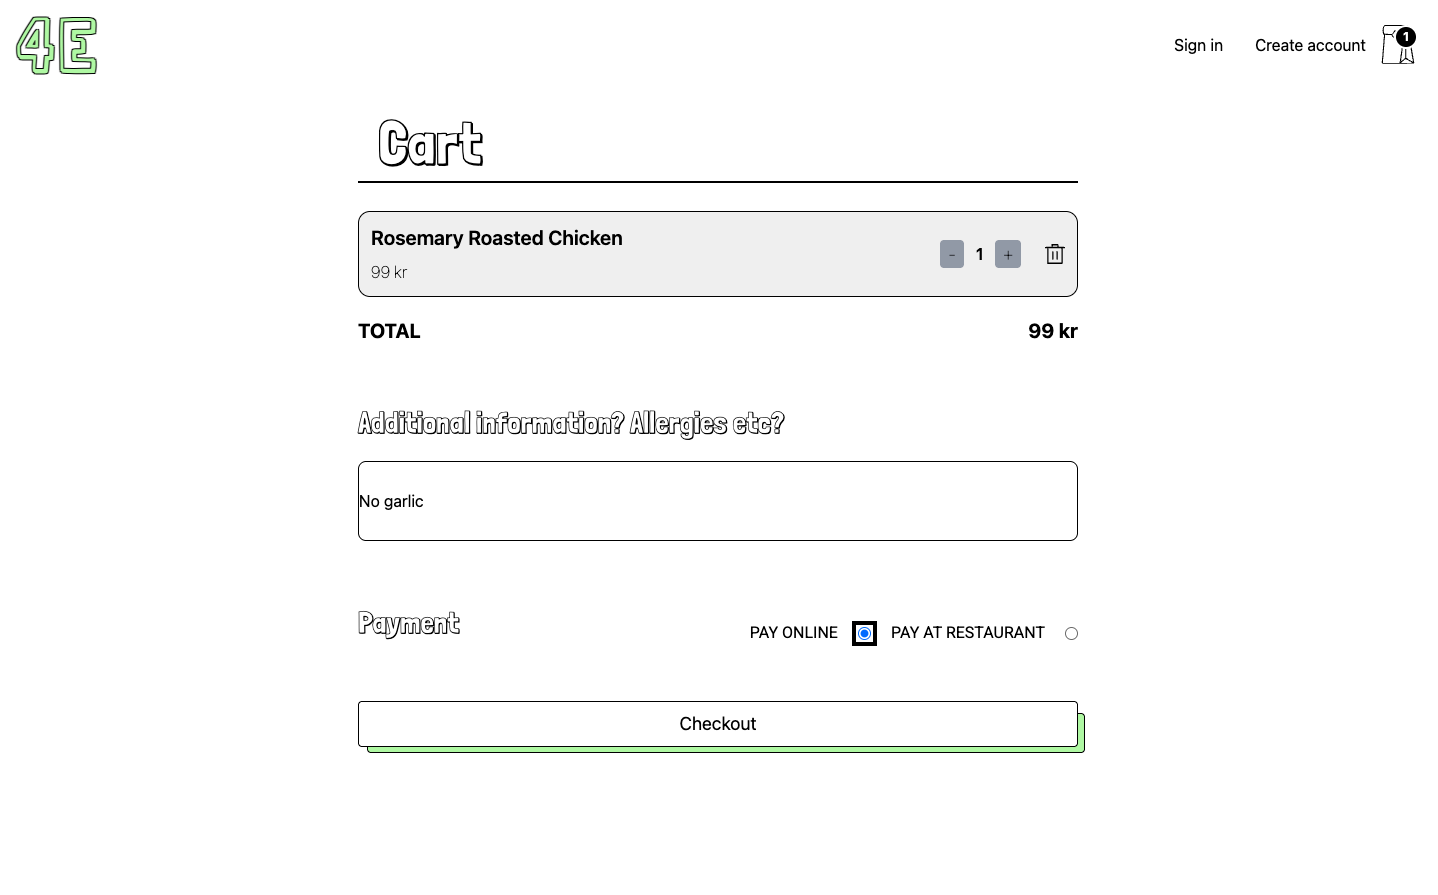 4E
Sign in
Create account
1
Cart
Rosemary Roasted Chicken
99 kr
- 1 +
TOTAL
99 kr
Additional information? Allergies etc?
No garlic
Payment
PAY ONLINE
PAY AT RESTAURANT
Checkout